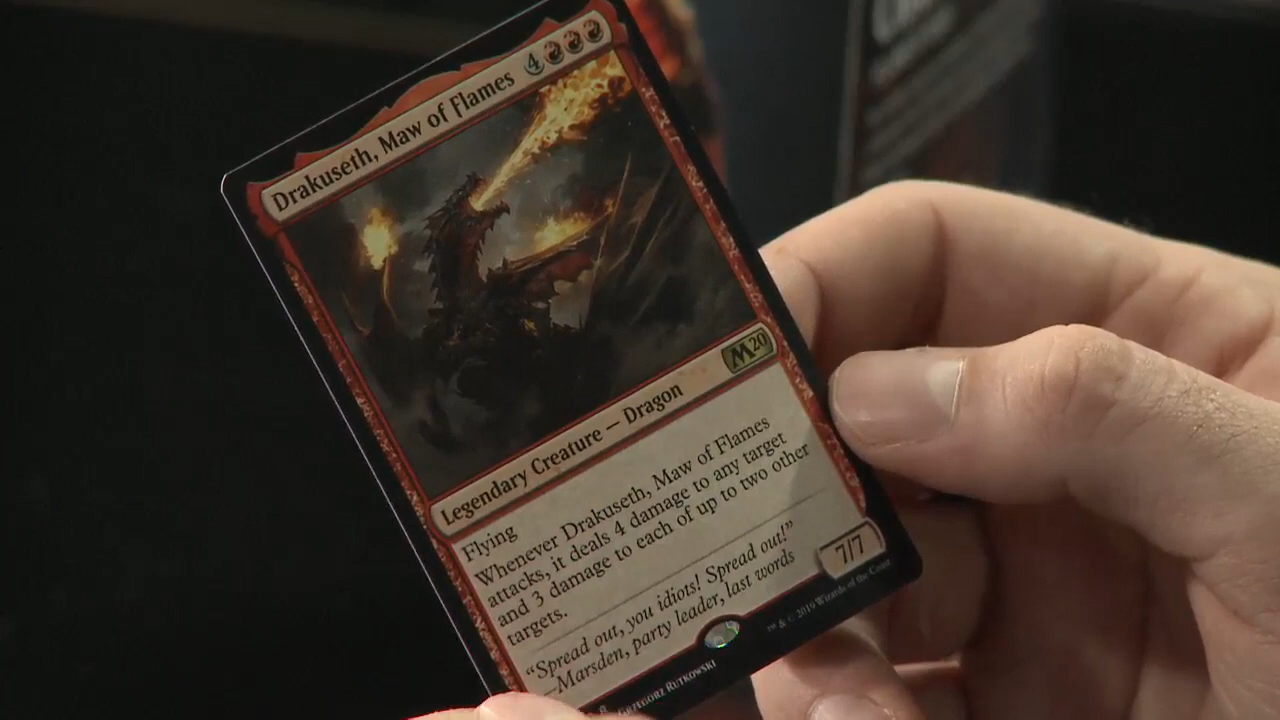 Drakuseth, Maw of Flames 4
Legendary Creature — Dragon M20
Flying
Whenever Drakuseth, Maw of Flames
attacks, it deals 4 damage to any target
and 3 damage to each of up to two other
targets.
"Spread out, you idiots! Spread out!"
—Marsden, party leader, last words
7/7
GRZEGORZ RUTKOWSKI
™ & © 2019 Wizards of the Coast